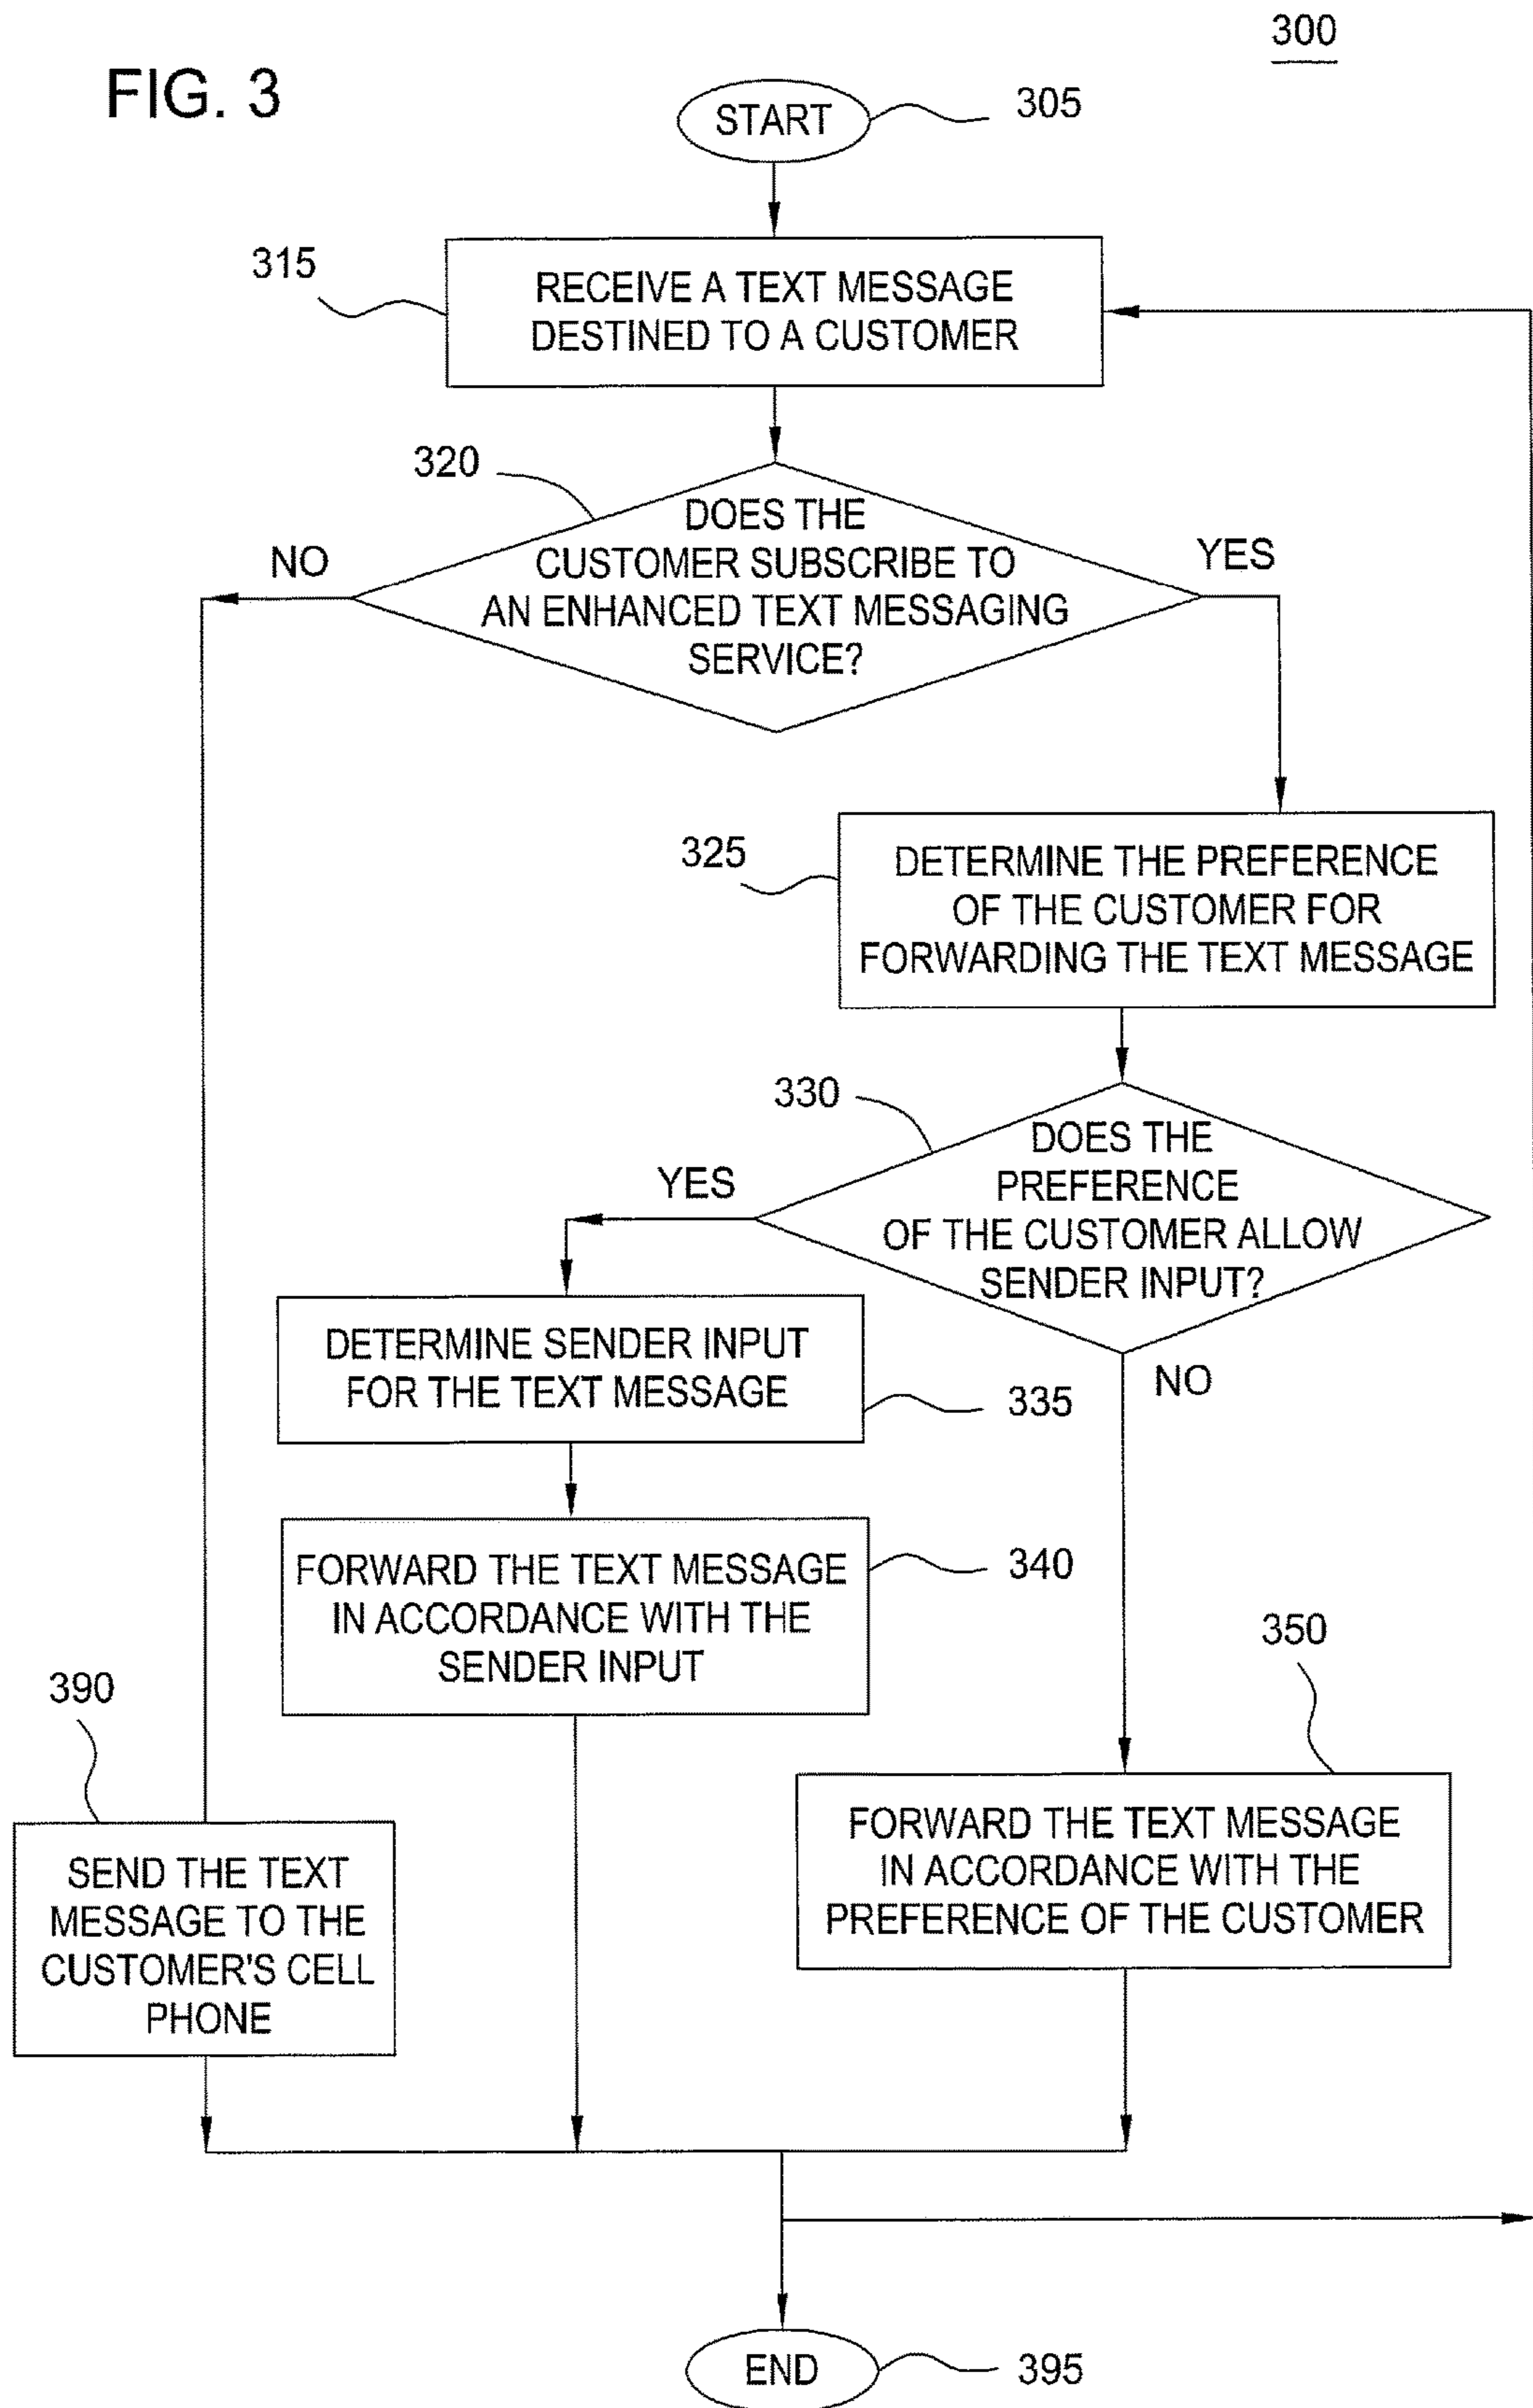 300
FIG. 3
START
305
315
RECEIVE A TEXT MESSAGE
DESTINED TO A CUSTOMER
320
DOES THE
CUSTOMER SUBSCRIBE TO
AN ENHANCED TEXT MESSAGING
SERVICE?
NO
YES
325
DETERMINE THE PREFERENCE
OF THE CUSTOMER FOR
FORWARDING THE TEXT MESSAGE
330
DOES THE
PREFERENCE
OF THE CUSTOMER ALLOW
SENDER INPUT?
YES
NO
DETERMINE SENDER INPUT
FOR THE TEXT MESSAGE
335
FORWARD THE TEXT MESSAGE
IN ACCORDANCE WITH THE
SENDER INPUT
340
350
FORWARD THE TEXT MESSAGE
IN ACCORDANCE WITH THE
PREFERENCE OF THE CUSTOMER
390
SEND THE TEXT
MESSAGE TO THE
CUSTOMER'S CELL
PHONE
END
395